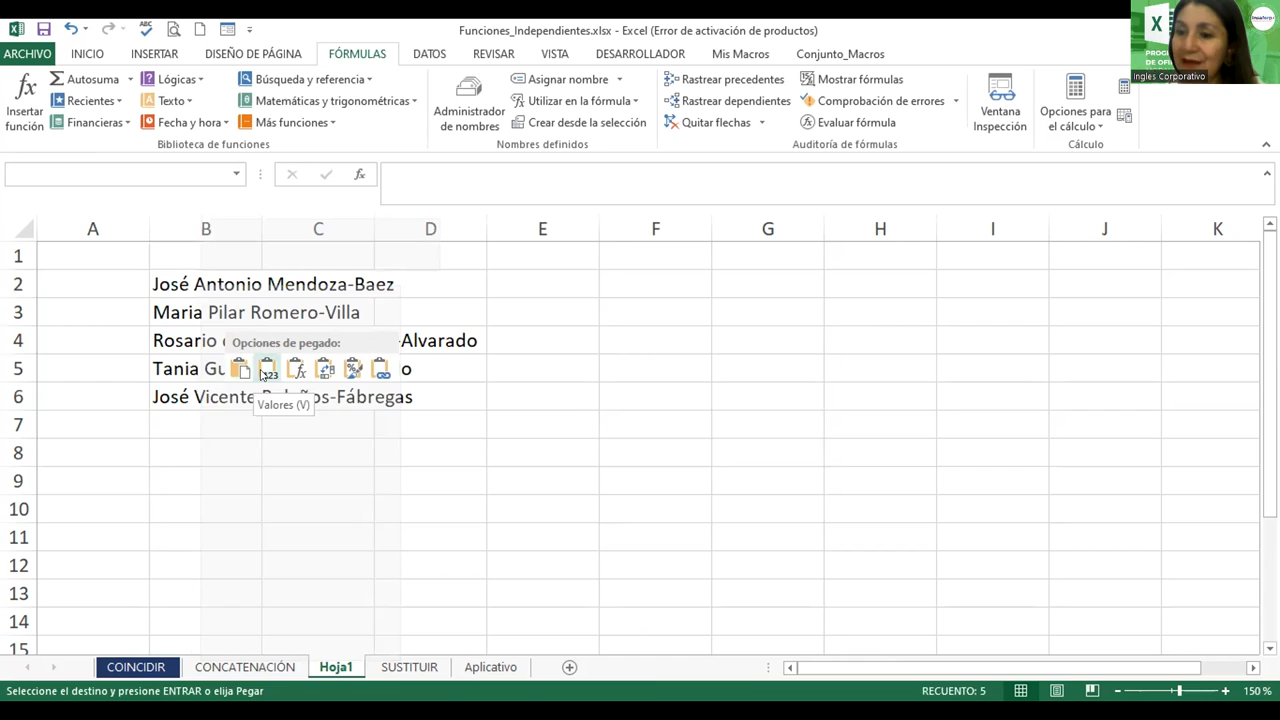 Funciones_Independientes.xlsx - Excel (Error de activación de productos)
ARCHIVO INICIO INSERTAR DISEÑO DE PÁGINA FÓRMULAS DATOS REVISAR VISTA DESARROLLADOR Mis Macros Conjunto_Macros
Ingles Corporativo
Insertar función
Autosuma
Recientes
Financieras
Lógicas
Texto
Fecha y hora
Búsqueda y referencia
Matemáticas y trigonométricas
Más funciones
Biblioteca de funciones
Administrador de nombres
Asignar nombre
Utilizar en la fórmula
Crear desde la selección
Nombres definidos
Rastrear precedentes
Rastrear dependientes
Quitar flechas
Mostrar fórmulas
Comprobación de errores
Evaluar fórmula
Auditoría de fórmulas
Ventana Inspección
Opciones para el cálculo
Cálculo
A B C D E F G H I J K
1
2 José Antonio Mendoza-Baez
3 Maria Pilar Romero-Villa
4 Rosario -Alvarado
Opciones de pegado:
5 Tania
6 José Vicente
Valores (V)
7
8
9
10
11
12
13
14
15
COINCIDIR CONCATENACIÓN Hoja1 SUSTITUIR Aplicativo
Seleccione el destino y presione ENTRAR o elija Pegar RECUENTO: 5 150 %